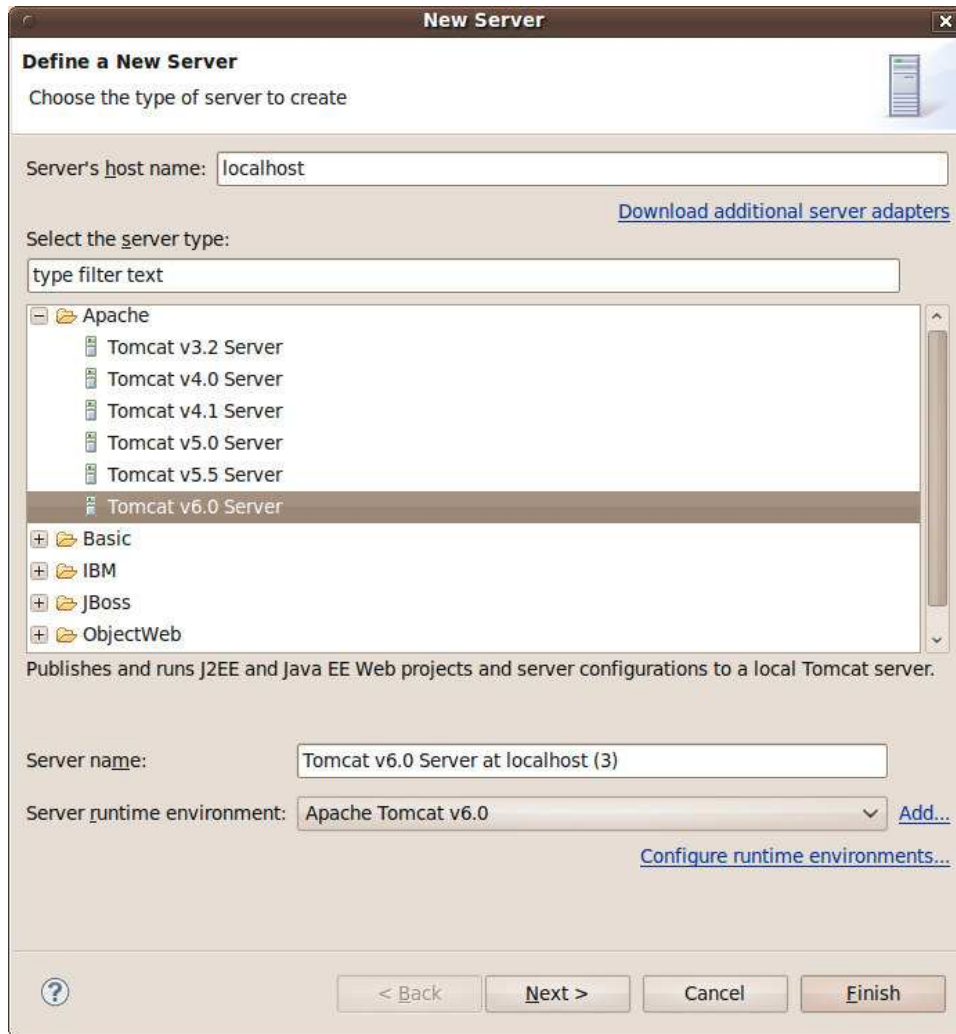 New Server
Define a New Server
Choose the type of server to create
Server's host name: localhost
Download additional server adapters
Select the server type:
type filter text
Apache
Tomcat v3.2 Server
Tomcat v4.0 Server
Tomcat v4.1 Server
Tomcat v5.0 Server
Tomcat v5.5 Server
Tomcat v6.0 Server
Basic
IBM
JBoss
ObjectWeb
Publishes and runs J2EE and Java EE Web projects and server configurations to a local Tomcat server.
Server name: Tomcat v6.0 Server at localhost (3)
Server runtime environment: Apache Tomcat v6.0 Add...
Configure runtime environments...
? < Back Next > Cancel Finish